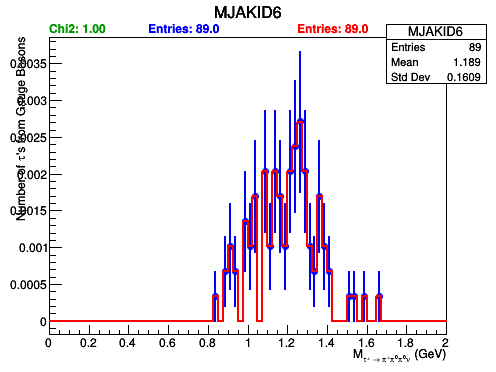 MJAKID6
Chi2: 1.00 Entries: 89.0 Entries: 89.0
MJAKID6
Entries 89
Mean 1.189
Std Dev 0.1609
Number of τ's from Gauge Bosons
0.0035
0.003
0.0025
0.002
0.0015
0.001
0.0005
0
0 0.2 0.4 0.6 0.8 1 1.2 1.4 1.6 1.8 2
M τ± → π±π⁰π⁰ν (GeV)